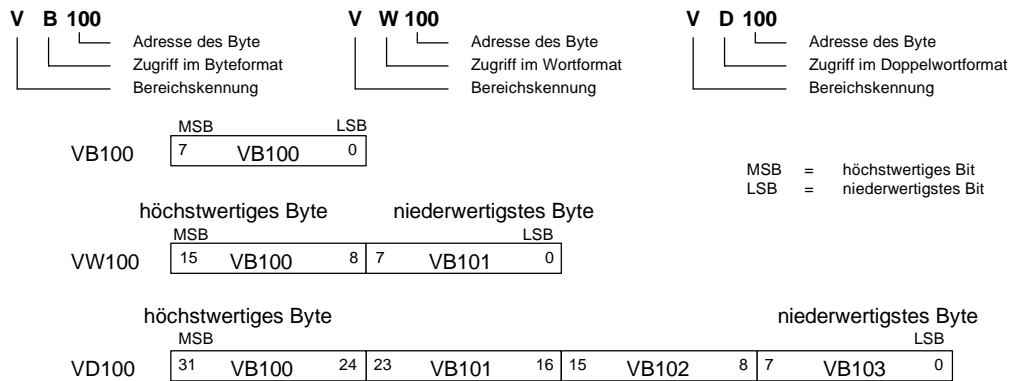 V B 100 V W 100 V D 100
Adresse des Byte Adresse des Byte Adresse des Byte
Zugriff im Byteformat Zugriff im Wortformat Zugriff im Doppelwortformat
Bereichskennung Bereichskennung Bereichskennung
MSB LSB
VB100 7 VB100 0
MSB = höchstwertiges Bit
LSB = niederwertigstes Bit
höchstwertiges Byte niederwertigstes Byte
MSB LSB
VW100 15 VB100 8 7 VB101 0
höchstwertiges Byte niederwertigstes Byte
MSB LSB
VD100 31 VB100 24 23 VB101 16 15 VB102 8 7 VB103 0